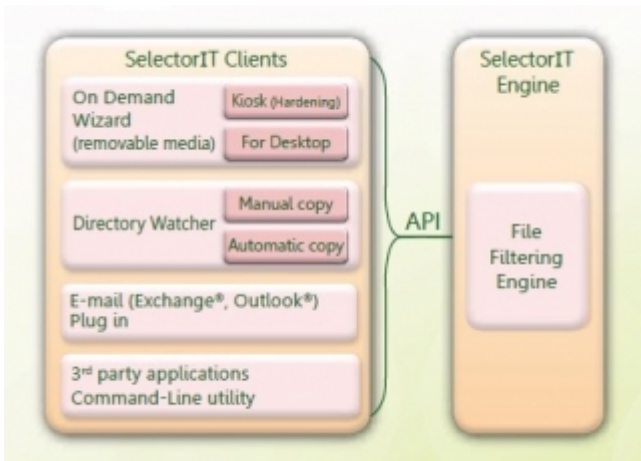 SelectorIT Clients
On Demand
Wizard
(removable media)
Kiosk (Hardening)
For Desktop
Directory Watcher
Manual copy
Automatic copy
E-mail (Exchange®, Outlook®)
Plug in
3rd party applications
Command-Line utility
API
SelectorIT
Engine
File
Filtering
Engine